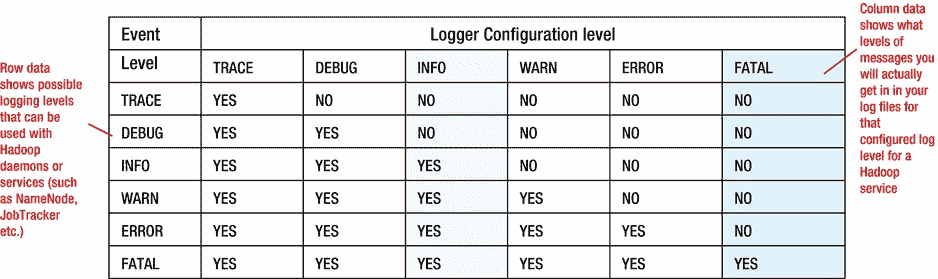 Event Logger Configuration level
Level TRACE DEBUG INFO WARN ERROR FATAL
TRACE YES NO NO NO NO NO
DEBUG YES YES NO NO NO NO
INFO YES YES YES NO NO NO
WARN YES YES YES YES NO NO
ERROR YES YES YES YES YES NO
FATAL YES YES YES YES YES YES
Row data
shows possible
logging levels
that can be
used with
Hadoop
daemons or
services (such
as NameNode,
JobTracker
etc.)
Column data
shows what
levels of
messages you
will actually
get in in your
log files for
that
configured log
level for a
Hadoop
service